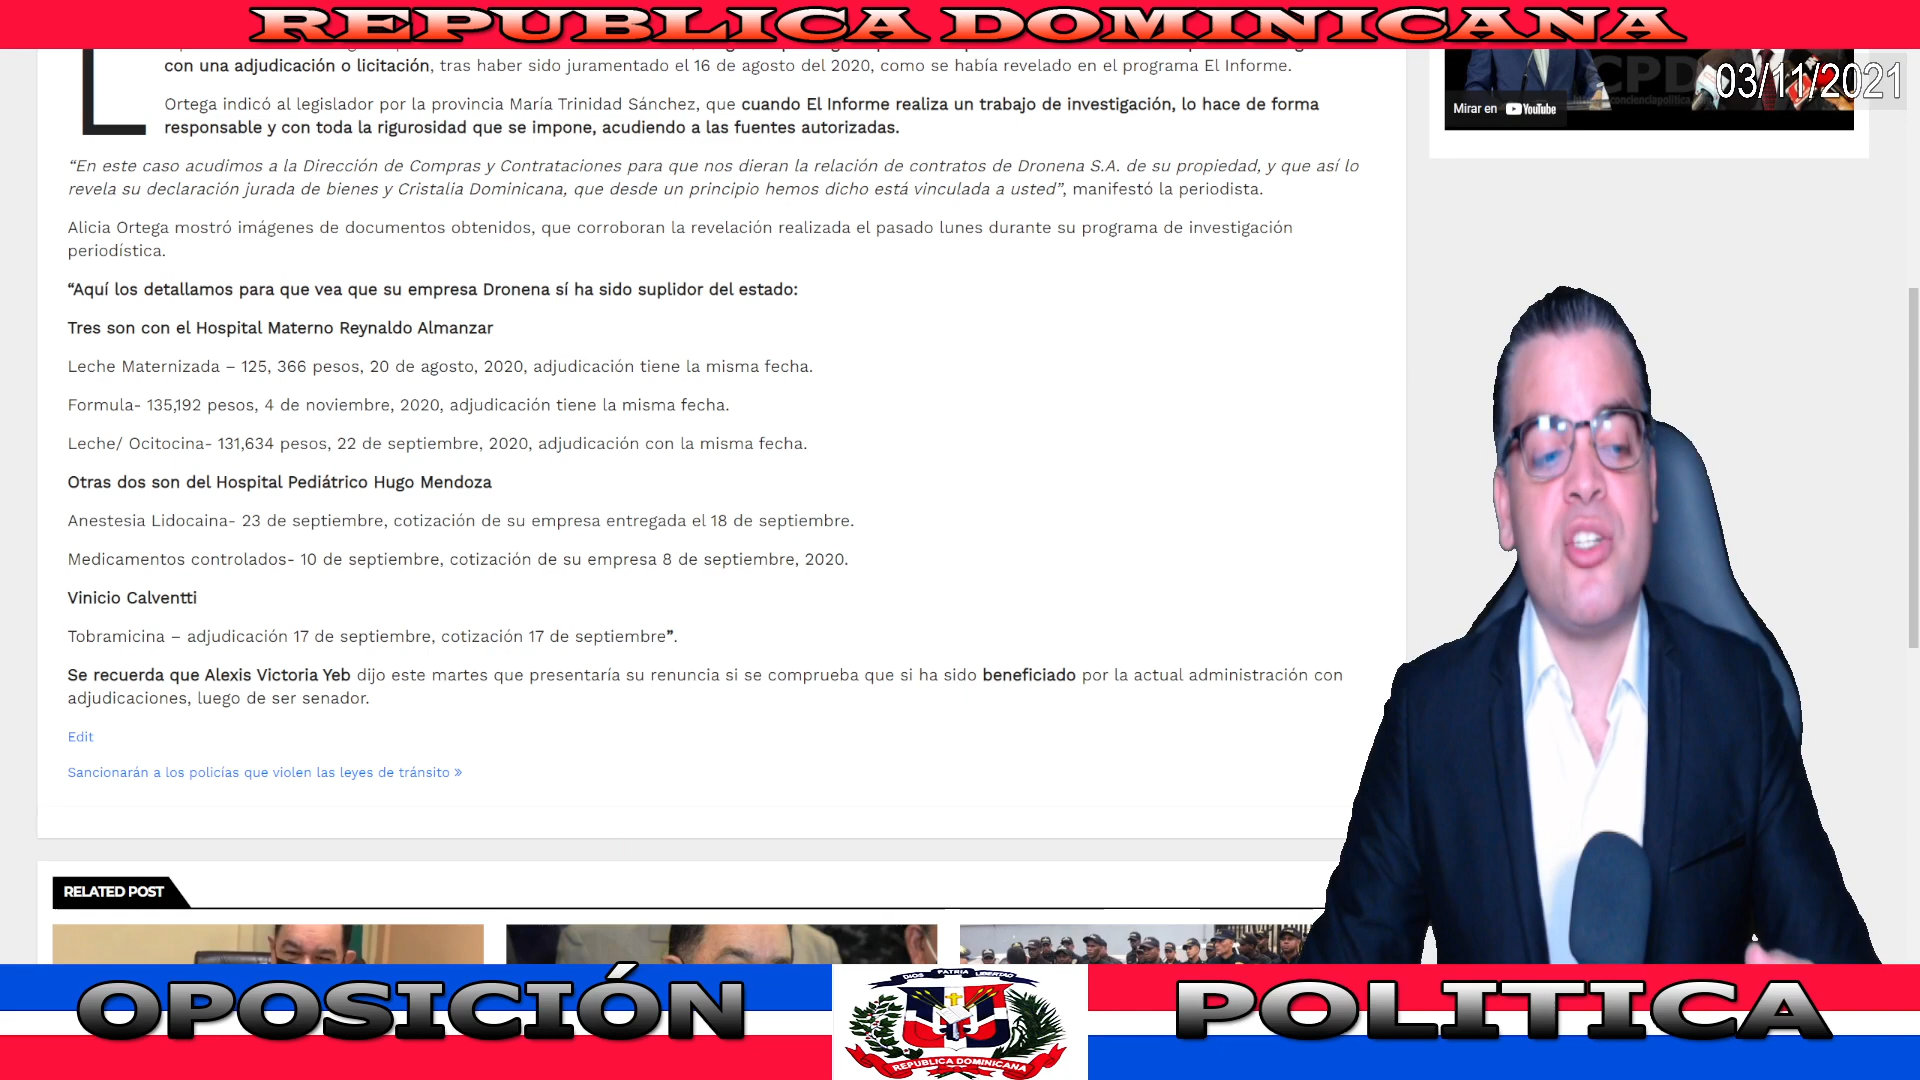 REPUBLICA DOMINICANA
con una adjudicación o licitación, tras haber sido juramentado el 16 de agosto del 2020, como se había revelado en el programa El Informe.
Ortega indicó al legislador por la provincia María Trinidad Sánchez, que cuando El Informe realiza un trabajo de investigación, lo hace de forma
responsable y con toda la rigurosidad que se impone, acudiendo a las fuentes autorizadas.
“En este caso acudimos a la Dirección de Compras y Contrataciones para que nos dieran la relación de contratos de Dronena S.A. de su propiedad, y que así lo
revela su declaración jurada de bienes y Cristalia Dominicana, que desde un principio hemos dicho está vinculada a usted”, manifestó la periodista.
Alicia Ortega mostró imágenes de documentos obtenidos, que corroboran la revelación realizada el pasado lunes durante su programa de investigación
periodística.
“Aquí los detallamos para que vea que su empresa Dronena sí ha sido suplidor del estado:
Tres son con el Hospital Materno Reynaldo Almanzar
Leche Maternizada – 125, 366 pesos, 20 de agosto, 2020, adjudicación tiene la misma fecha.
Formula- 135,192 pesos, 4 de noviembre, 2020, adjudicación tiene la misma fecha.
Leche/ Ocitocina- 131,634 pesos, 22 de septiembre, 2020, adjudicación con la misma fecha.
Otras dos son del Hospital Pediátrico Hugo Mendoza
Anestesia Lidocaina- 23 de septiembre, cotización de su empresa entregada el 18 de septiembre.
Medicamentos controlados- 10 de septiembre, cotización de su empresa 8 de septiembre, 2020.
Vinicio Calventti
Tobramicina – adjudicación 17 de septiembre, cotización 17 de septiembre”.
Se recuerda que Alexis Victoria Yeb dijo este martes que presentaría su renuncia si se comprueba que si ha sido beneficiado por la actual administración con
adjudicaciones, luego de ser senador.
Edit
Sancionarán a los policías que violen las leyes de tránsito »
RELATED POST
CPD
03/11/2021
Mirar en YouTube
OPOSICIÓN
DIOS PATRIA LIBERTAD
REPUBLICA DOMINICANA
POLITICA